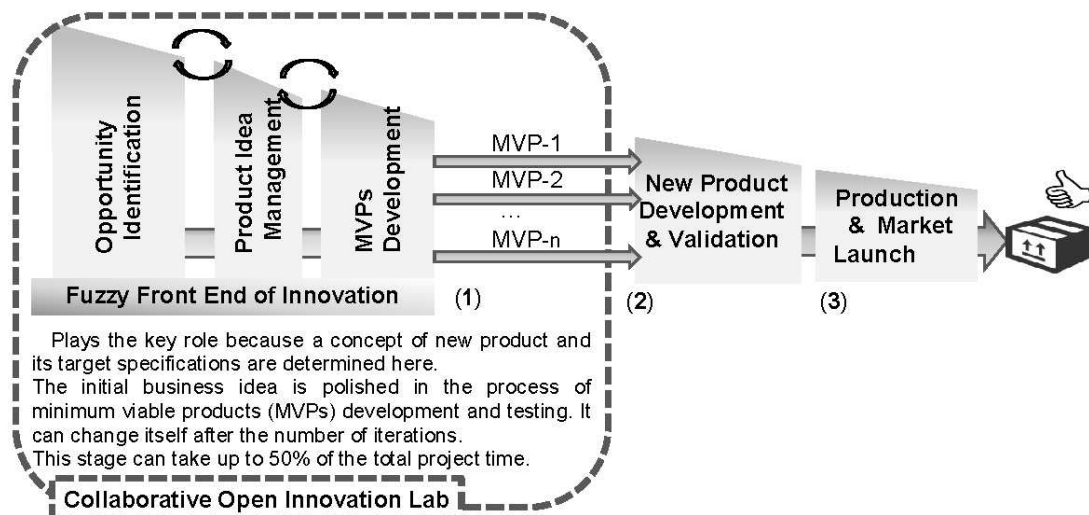 Opportunity
Identification
Product Idea
Management
MVPs
Development
MVP-1
MVP-2
...
MVP-n
New Product
Development
& Validation
Production
& Market
Launch
Fuzzy Front End of Innovation
(1)
(2)
(3)
Plays the key role because a concept of new product and
its target specifications are determined here.
The initial business idea is polished in the process of
minimum viable products (MVPs) development and testing. It
can change itself after the number of iterations.
This stage can take up to 50% of the total project time.
Collaborative Open Innovation Lab